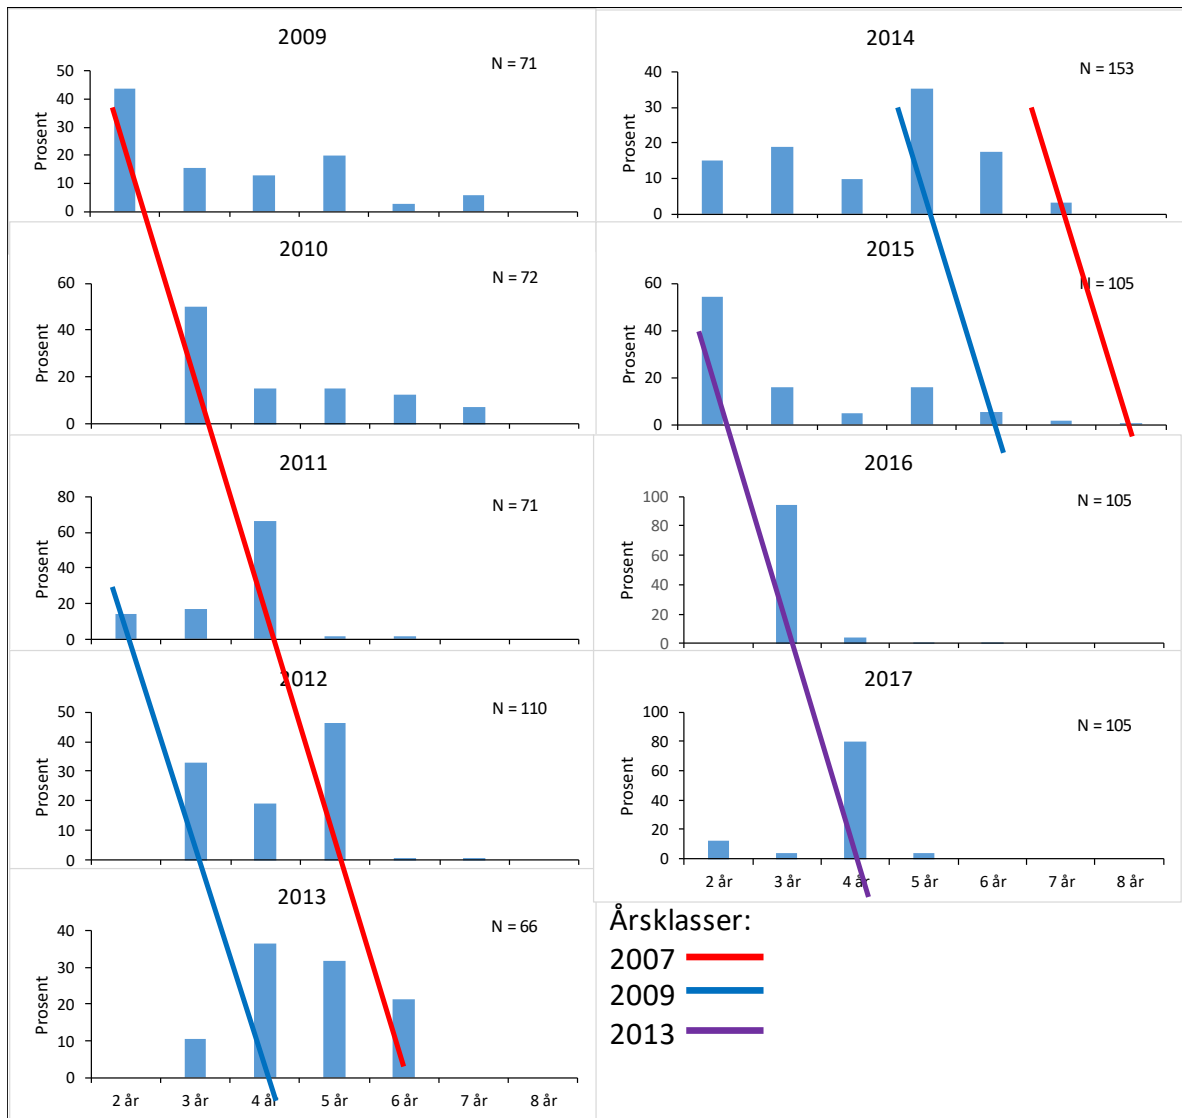 2009
N = 71
Prosent
50
40
30
20
10
0
2010
N = 72
Prosent
60
40
20
0
2011
N = 71
Prosent
80
60
40
20
0
2012
N = 110
Prosent
50
40
30
20
10
0
2013
N = 66
Prosent
40
30
20
10
0
2 år 3 år 4 år 5 år 6 år 7 år 8 år
2014
N = 153
Prosent
40
30
20
10
0
2015
N = 105
Prosent
60
40
20
0
2016
N = 105
Prosent
100
80
60
40
20
0
2017
N = 105
Prosent
100
80
60
40
20
0
2 år 3 år 4 år 5 år 6 år 7 år 8 år
Årsklasser:
2007
2009
2013